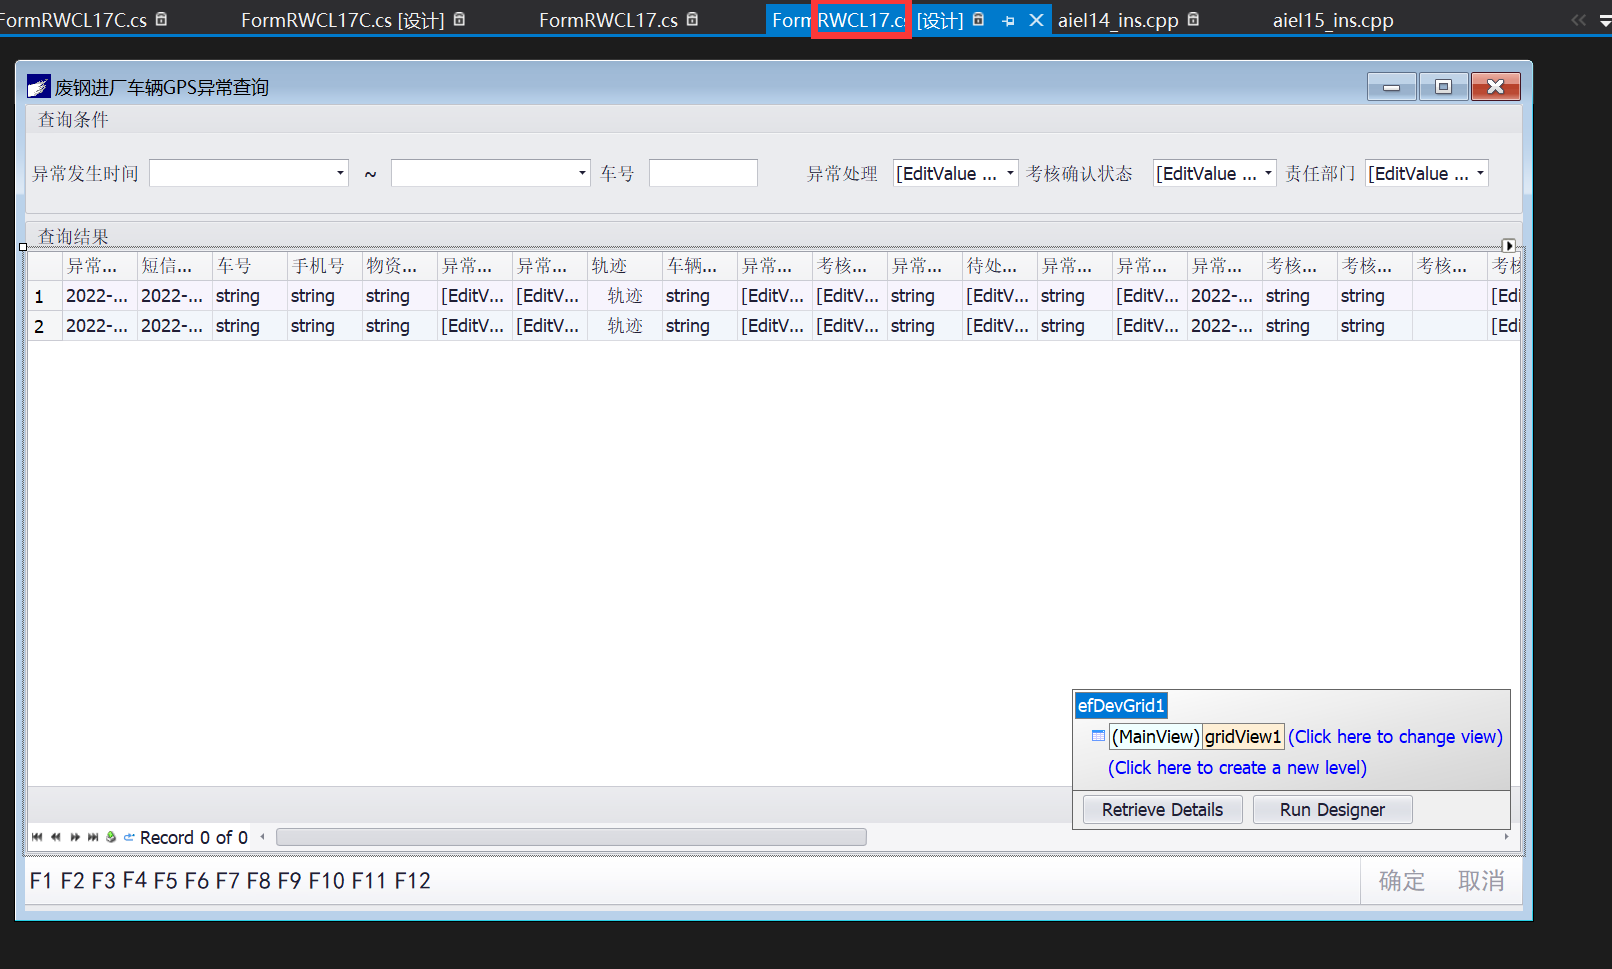 FormRWCL17C.cs FormRWCL17C.cs [设计] FormRWCL17.cs FormRWCL17.cs [设计] aiel14_ins.cpp aiel15_ins.cpp
废钢进厂车辆GPS异常查询
查询条件
异常发生时间 ~ 车号 异常处理 [EditValue ... 考核确认状态 [EditValue ... 责任部门 [EditValue ...
查询结果
异常... 短信... 车号 手机号 物资... 异常... 异常... 轨迹 车辆... 异常... 考核... 异常... 待处... 异常... 异常... 异常... 考核... 考核... 考核... 考核
1 2022-... 2022-... string string string [EditV... [EditV... 轨迹 string [EditV... [EditV... string [EditV... string [EditV... 2022-... string string [Edi
2 2022-... 2022-... string string string [EditV... [EditV... 轨迹 string [EditV... [EditV... string [EditV... string [EditV... 2022-... string string [Edi
efDevGrid1
(MainView) gridView1 (Click here to change view)
(Click here to create a new level)
Retrieve Details Run Designer
Record 0 of 0
F1 F2 F3 F4 F5 F6 F7 F8 F9 F10 F11 F12 确定 取消